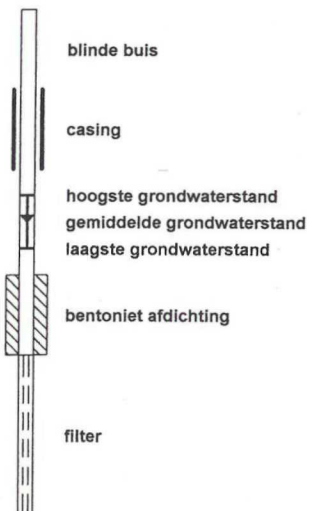 blinde buis
casing
hoogste grondwaterstand
gemiddelde grondwaterstand
laagste grondwaterstand
bentoniet afdichting
filter